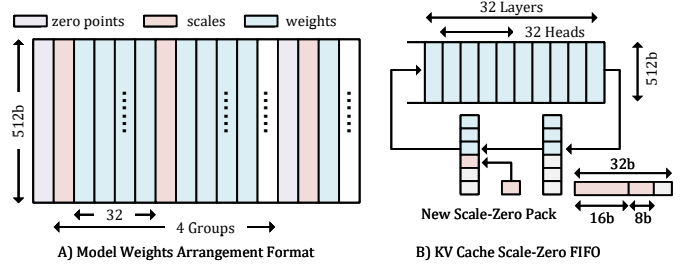 zero points scales weights
512b
32
4 Groups
A) Model Weights Arrangement Format
32 Layers
32 Heads
512b
32b
16b 8b
New Scale-Zero Pack
B) KV Cache Scale-Zero FIFO